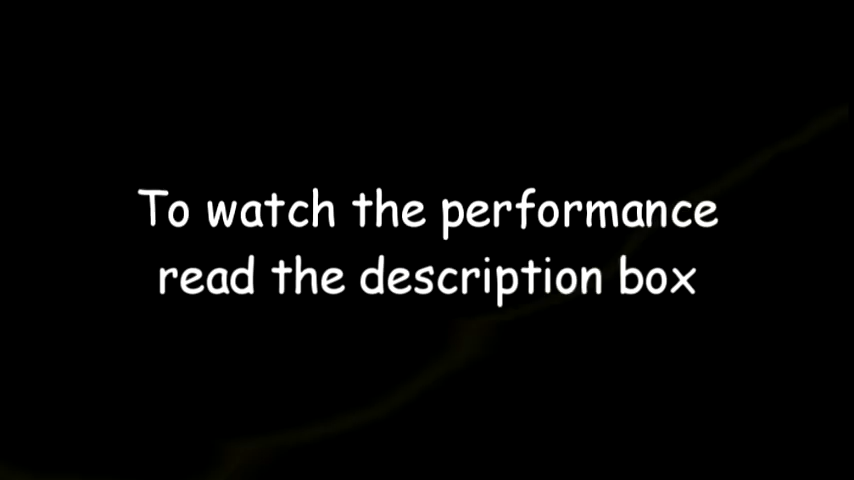 To watch the performance
read the description box